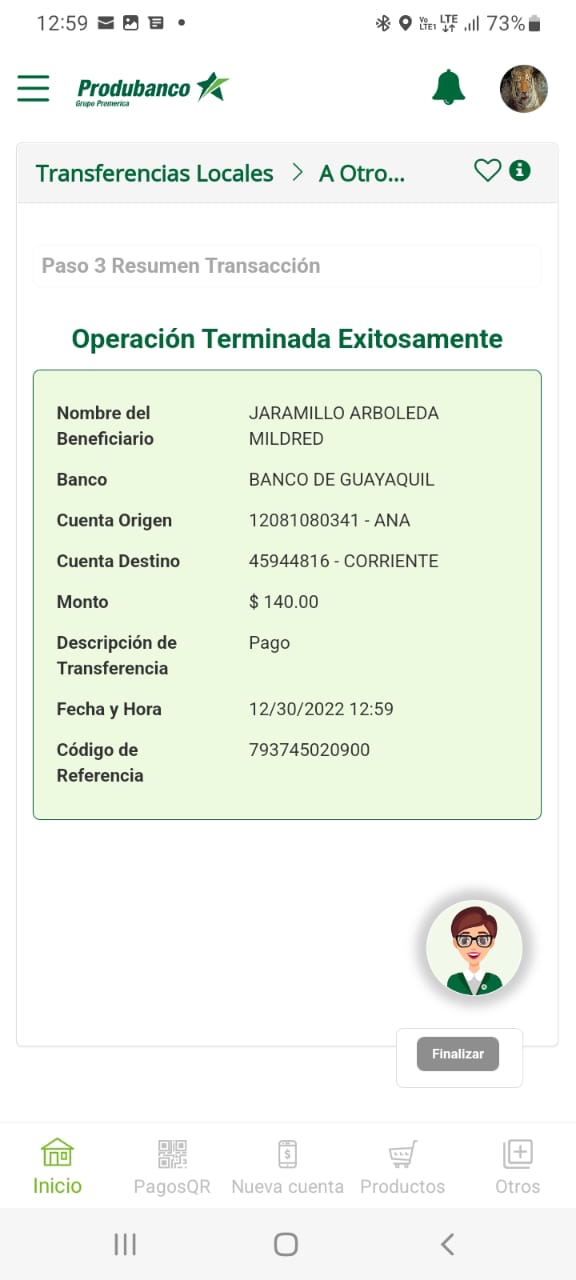 12:59
Vo LTE1 LTE 73%
Produbanco
Grupo Promerica
Transferencias Locales > A Otro...
Paso 3 Resumen Transacción
Operación Terminada Exitosamente
Nombre del JARAMILLO ARBOLEDA
Beneficiario MILDRED
Banco BANCO DE GUAYAQUIL
Cuenta Origen 12081080341 - ANA
Cuenta Destino 45944816 - CORRIENTE
Monto $ 140.00
Descripción de Pago
Transferencia
Fecha y Hora 12/30/2022 12:59
Código de 793745020900
Referencia
Finalizar
Inicio PagosQR Nueva cuenta Productos Otros